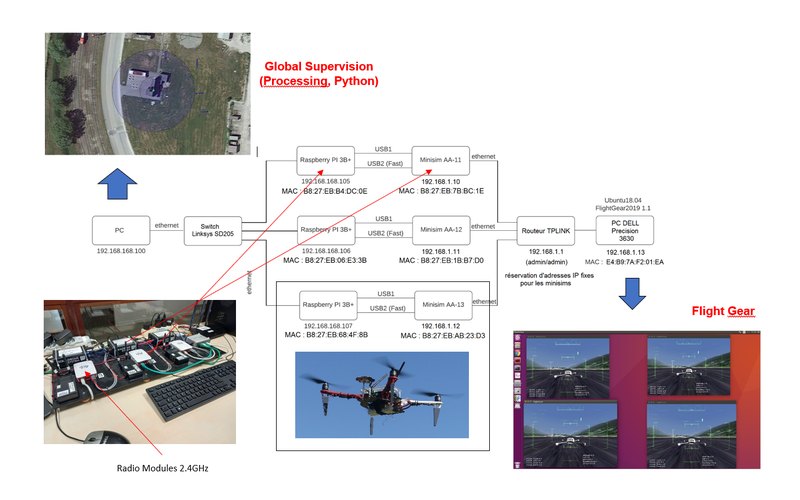 Global Supervision
(Processing, Python)
USB1
Raspberry PI 3B+
USB2 (Fast)
Minisim AA-11
ethernet
192.168.168.105
MAC : B8:27:EB:B4:DC:0E
192.168.1.10
MAC : B8:27:EB:7B:BC:1E
Ubuntu18.04
FlightGear2019 1.1
PC
ethernet
Switch
Linksys SD205
192.168.168.100
USB1
Raspberry PI 3B+
USB2 (Fast)
Minisim AA-12
ethernet
192.168.168.106
MAC : B8:27:EB:06:E3:3B
192.168.1.11
MAC : B8:27:EB:1B:B7:D0
Routeur TPLINK
192.168.1.1
(admin/admin)
réservation d'adresses IP fixes
pour les minisims
PC DELL
Precision
3630
192.168.1.13
MAC : E4:B9:7A:F2:01:EA
ethernet
USB1
Raspberry PI 3B+
USB2 (Fast)
Minisim AA-13
ethernet
192.168.168.107
MAC : B8:27:EB:68:4F:8B
192.168.1.12
MAC : B8:27:EB:AB:23:D3
Flight Gear
Radio Modules 2.4GHz